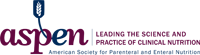 aspen
LEADING THE SCIENCE AND
PRACTICE OF CLINICAL NUTRITION
American Society for Parenteral and Enteral Nutrition